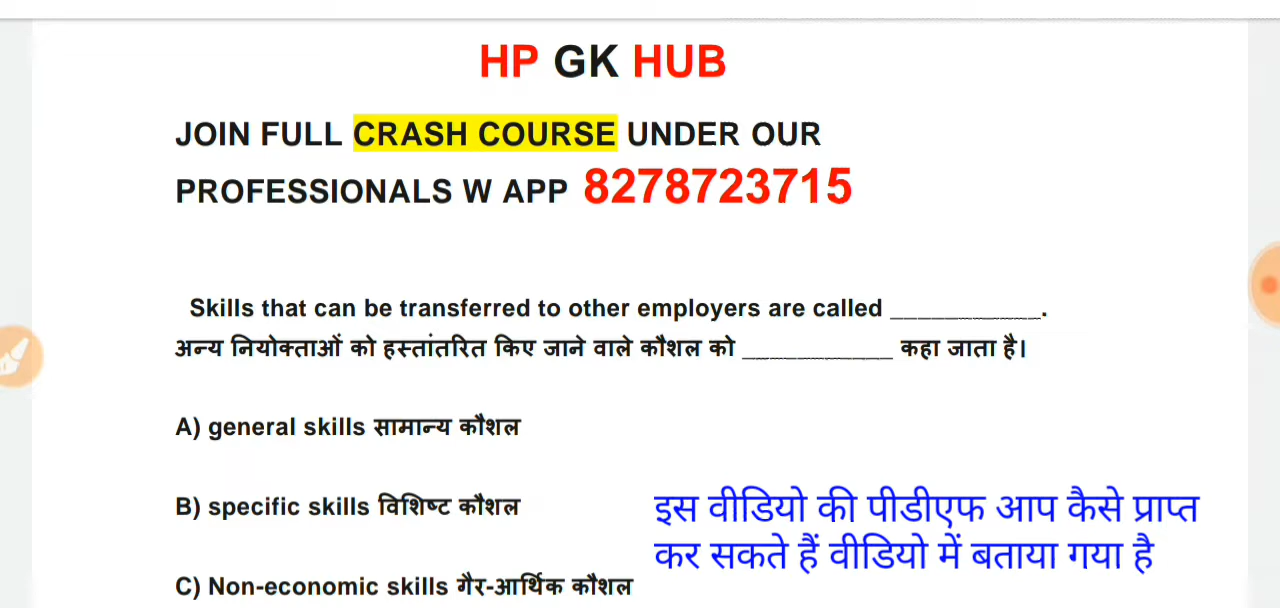 HP GK HUB
JOIN FULL CRASH COURSE UNDER OUR
PROFESSIONALS W APP 8278723715
Skills that can be transferred to other employers are called ___________.
अन्य नियोक्ताओं को हस्तांतरित किए जाने वाले कौशल को ___________ कहा जाता है।
A) general skills सामान्य कौशल
B) specific skills विशिष्ट कौशल
इस वीडियो की पीडीएफ आप कैसे प्राप्त
कर सकते हैं वीडियो में बताया गया है
C) Non-economic skills गैर-आर्थिक कौशल